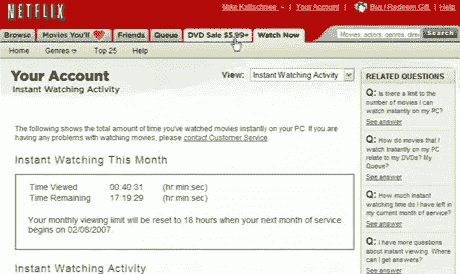 NETFLIX
Mike Kaltschnee
Your Account
Buy / Redeem Gift
Help
Browse
Movies You'll
Friends
Queue
DVD Sale $5.99+
Watch Now
Movies, actors, genres
Search
Home
Genres
Top 25
Help
Your Account
Instant Watching Activity
View:
Instant Watching Activity
The following shows the total amount of time you've watched movies instantly on your PC. If you are
having any problems with watching movies, please contact Customer Service.
Instant Watching This Month
Time Viewed 00:40:31 (hr:min:sec)
Time Remaining 17:19:29 (hr:min:sec)
Your monthly viewing limit will be reset to 18 hours when your next month of service
begins on 02/08/2007.
Instant Watching Activity
RELATED QUESTIONS
Q: Is there a limit to the
number of movies I can
watch instantly on my PC?
See answer
Q: How do movies that I
watch instantly on my PC
relate to my DVDs? My
Queue?
See answer
Q: How much instant
watching time do I have left
in my current month of service?
See answer
Q: I have more questions
about instant viewing. Where
can I get answers?